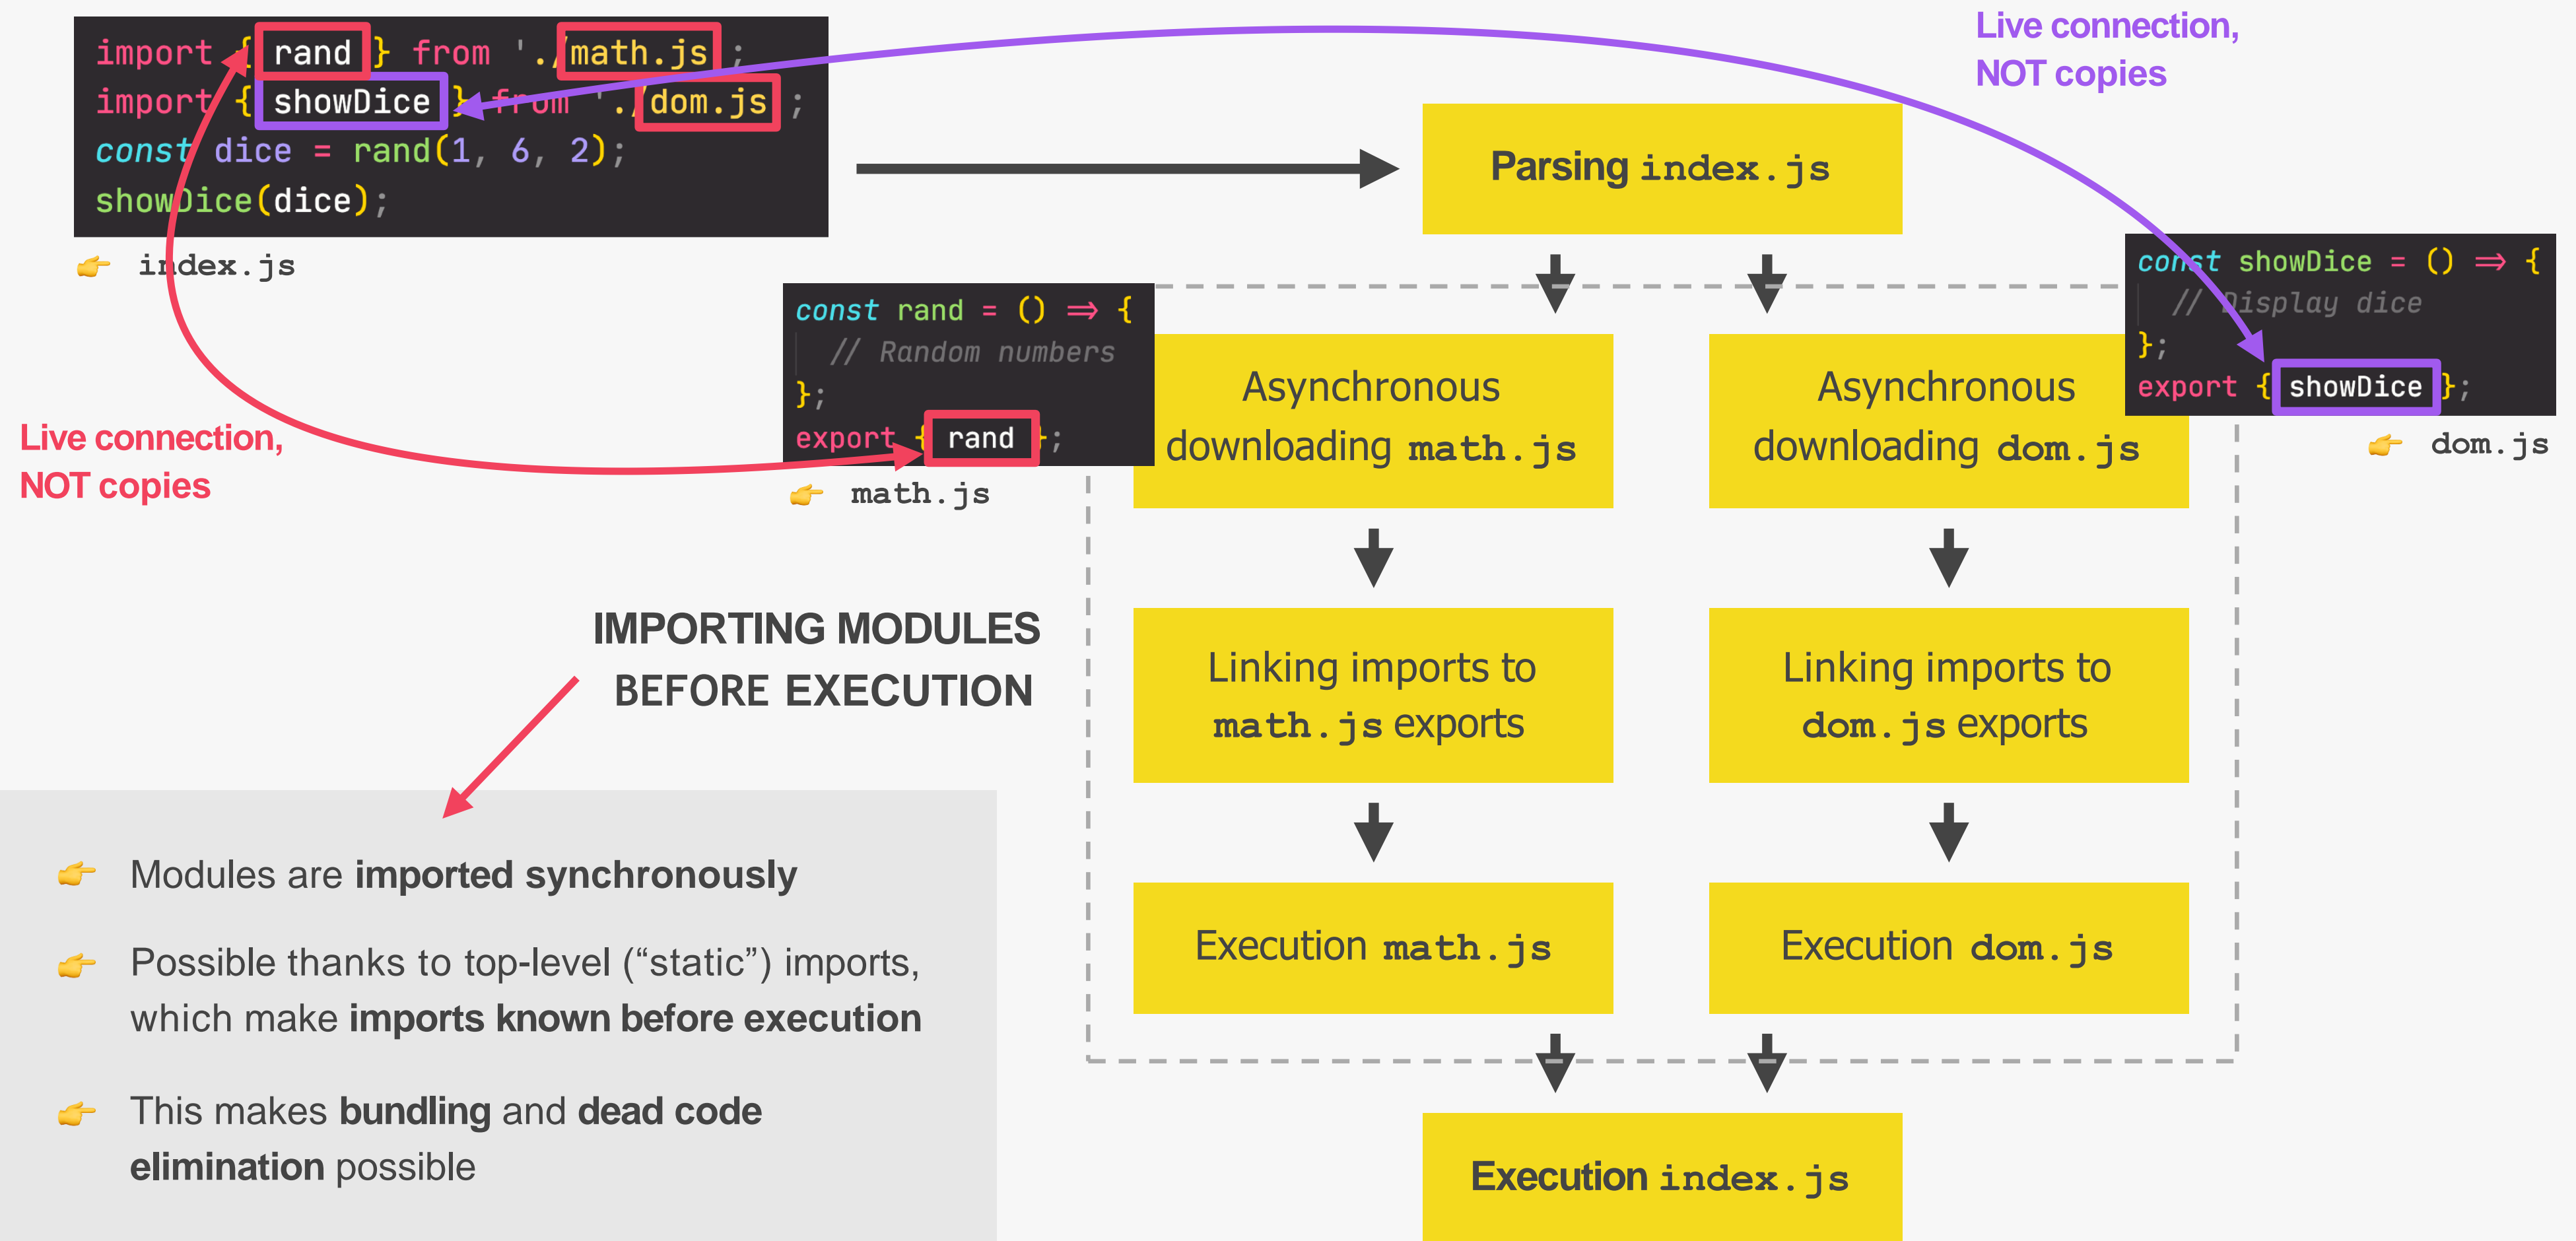 import { rand } from './math.js ;
import { showDice } from './dom.js ;
const dice = rand(1, 6, 2);
showDice(dice);
👉 index.js
Live connection,
NOT copies
Parsing index.js
const rand = () => {
// Random numbers
};
export { rand };
👉 math.js
const showDice = () => {
// Display dice
};
export { showDice };
👉 dom.js
Live connection,
NOT copies
Asynchronous
downloading math.js
Asynchronous
downloading dom.js
Linking imports to
math.js exports
Linking imports to
dom.js exports
Execution math.js
Execution dom.js
Execution index.js
IMPORTING MODULES
BEFORE EXECUTION
👉 Modules are imported synchronously
👉 Possible thanks to top-level (“static”) imports,
which make imports known before execution
👉 This makes bundling and dead code
elimination possible